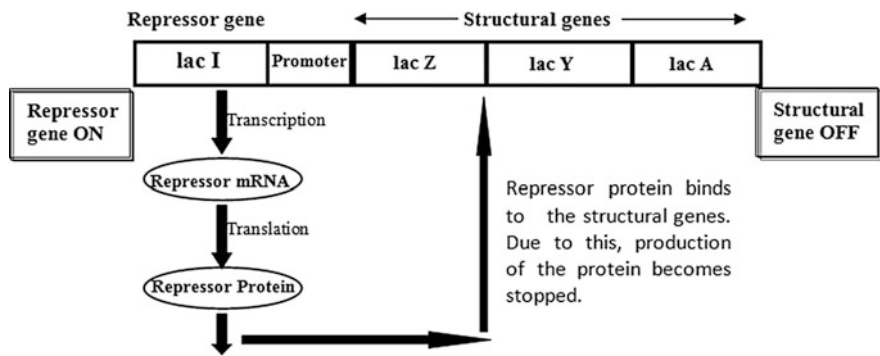 Repressor gene
Structural genes
lac I
Promoter
lac Z
lac Y
lac A
Repressor
gene ON
Structural
gene OFF
Transcription
Repressor mRNA
Translation
Repressor Protein
Repressor protein binds
to the structural genes.
Due to this, production
of the protein becomes
stopped.